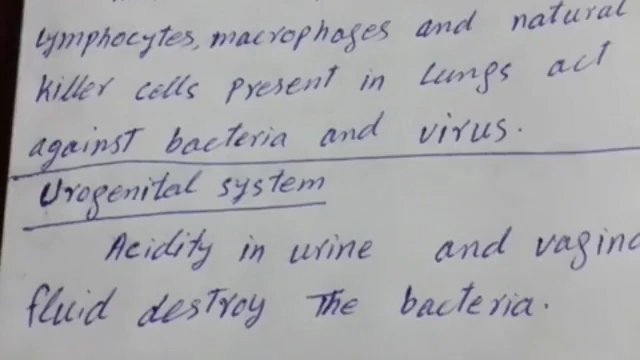 lymphocytes, macrophages and natural
killer cells present in lungs act
against bacteria and virus.
Urogenital system
Acidity in urine and vagina
fluid destroy the bacteria.